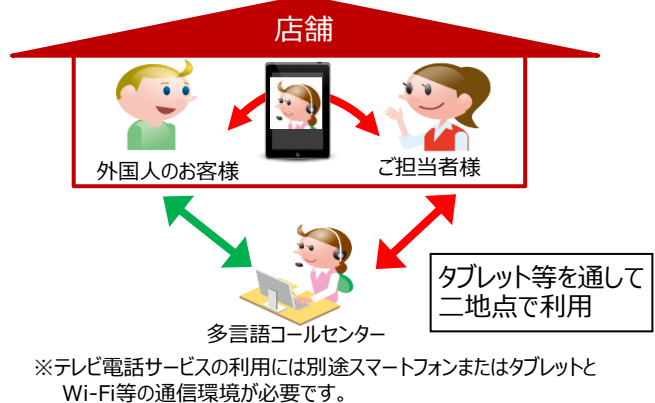 店舗
外国人のお客様
ご担当者様
タブレット等を通して
二地点で利用
多言語コールセンター
※テレビ電話サービスの利用には別途スマートフォンまたはタブレットと
Wi-Fi等の通信環境が必要です。